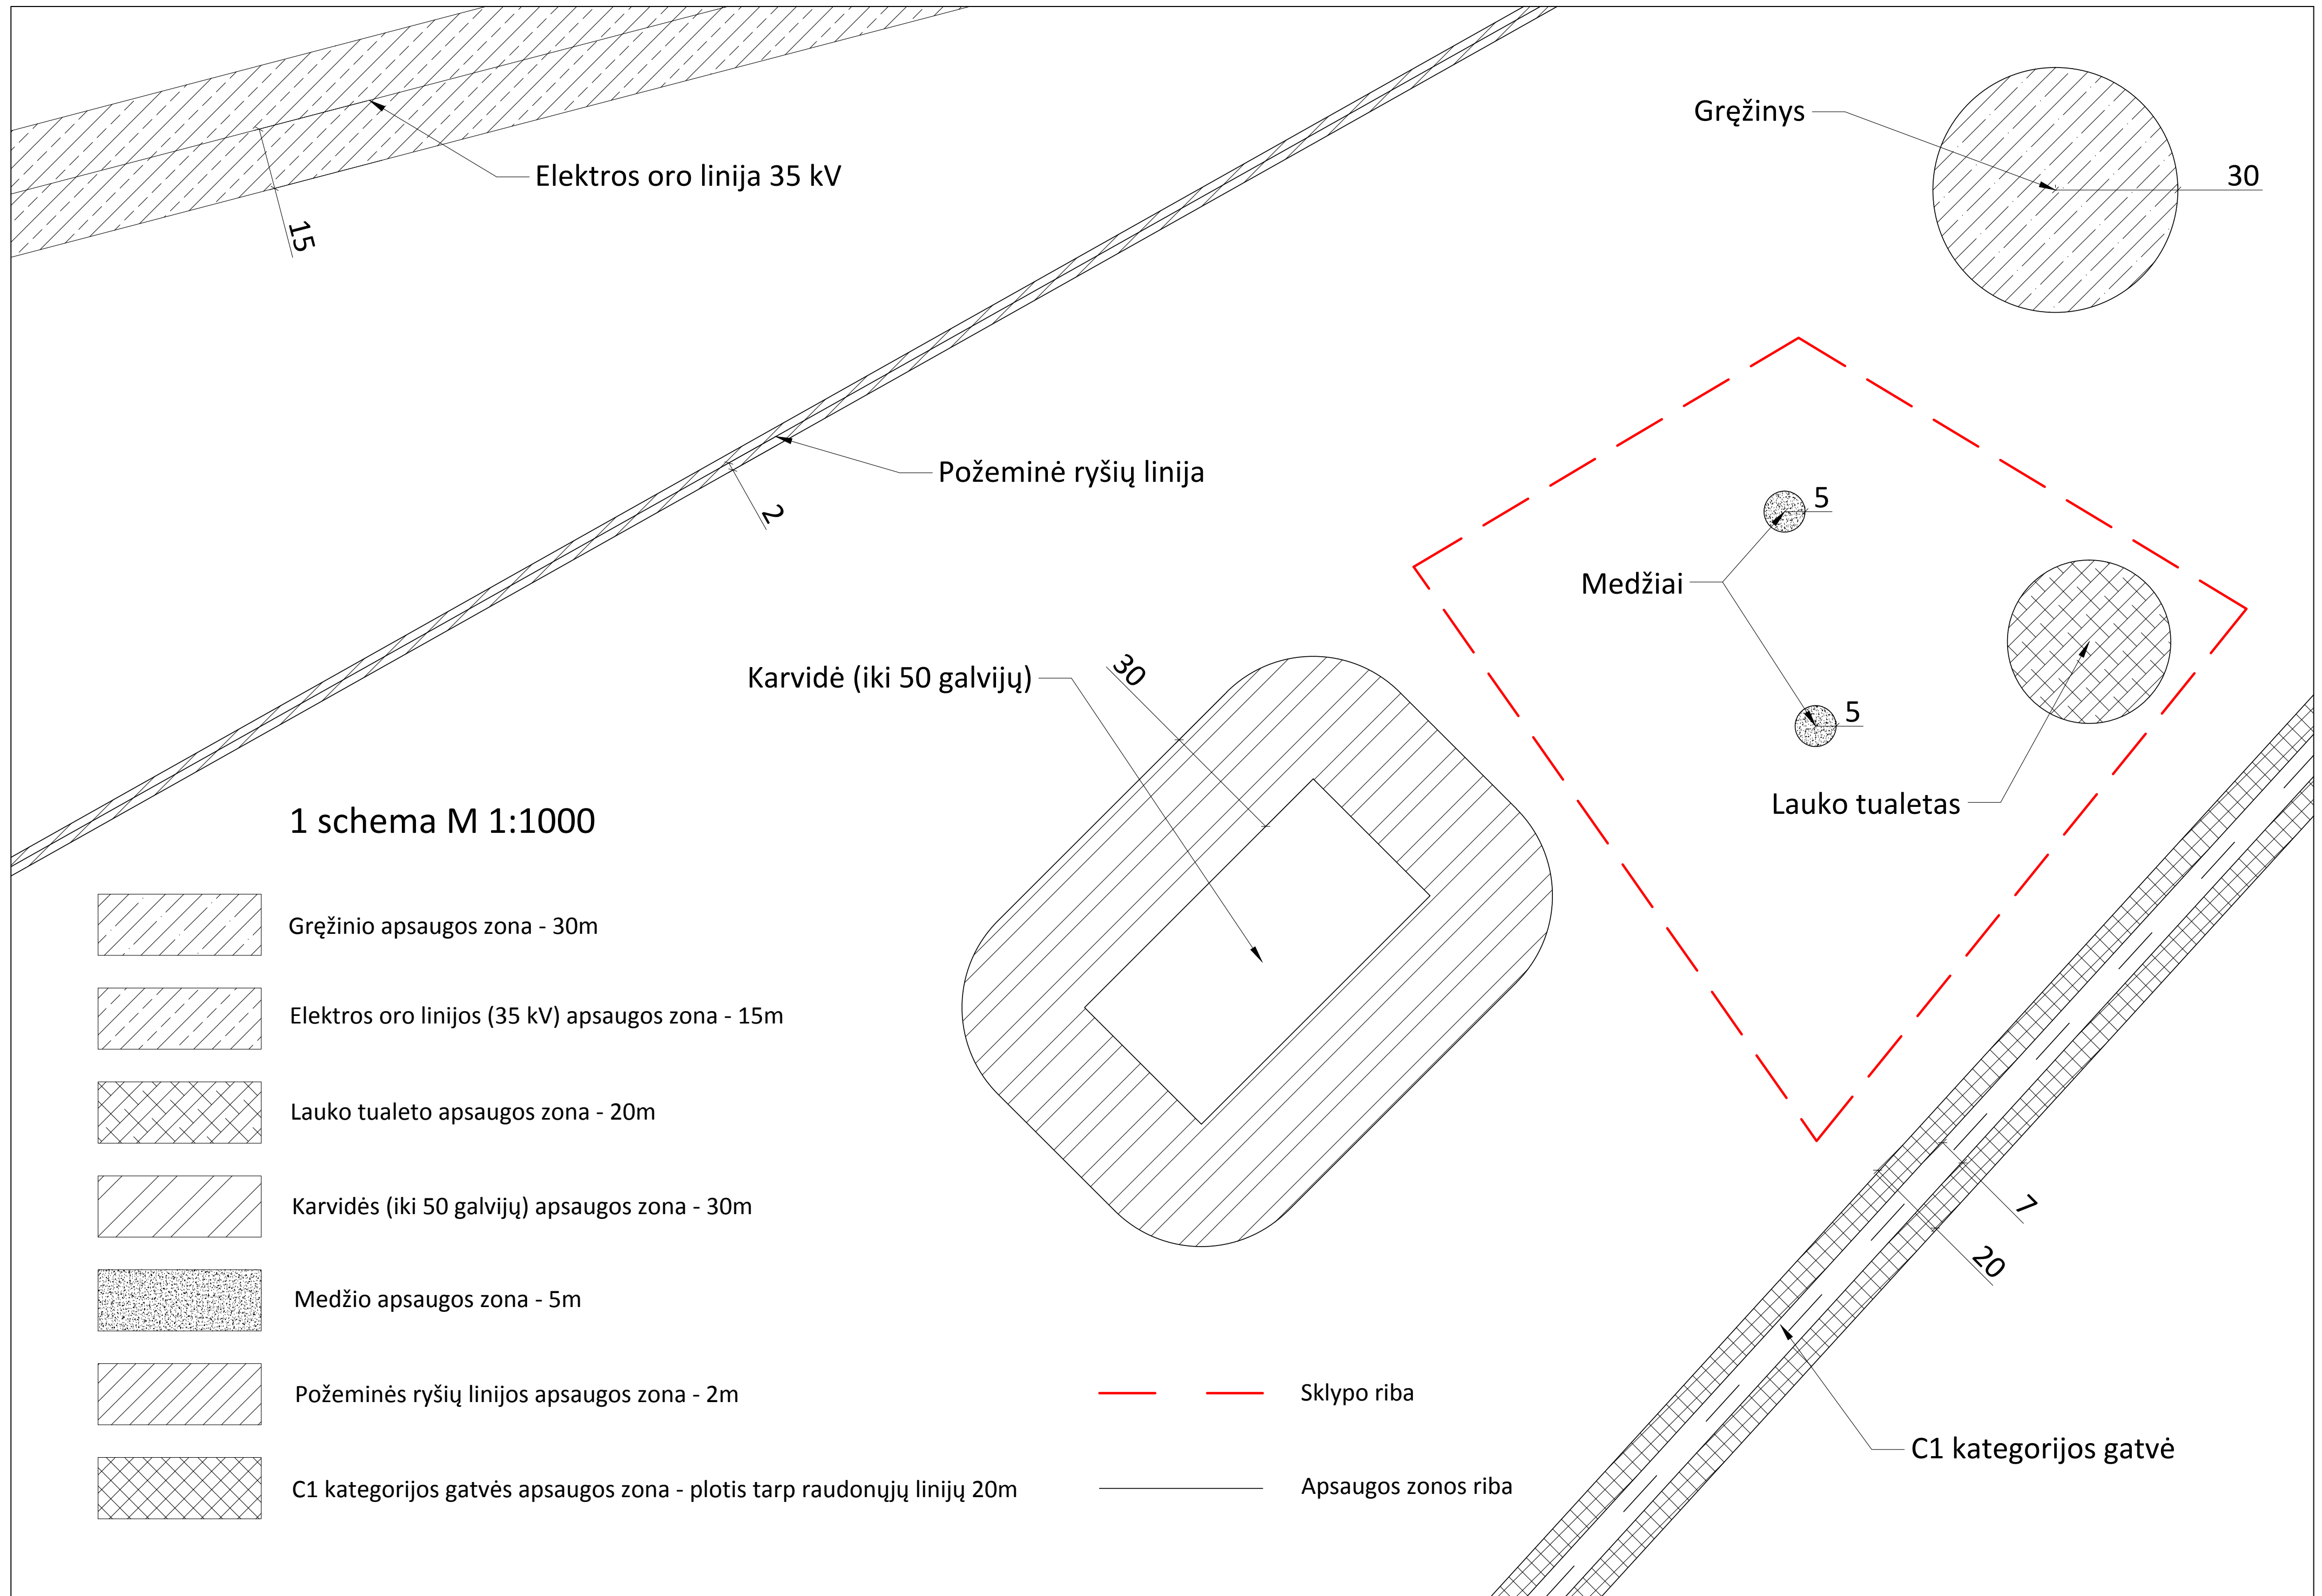 Gręžinys
30
Elektros oro linija 35 kV
15
Požeminė ryšių linija
2
5
Medžiai
5
Karvidė (iki 50 galvijų)
30
Lauko tualetas
1 schema M 1:1000
Gręžinio apsaugos zona - 30m
Elektros oro linijos (35 kV) apsaugos zona - 15m
Lauko tualeto apsaugos zona - 20m
Karvidės (iki 50 galvijų) apsaugos zona - 30m
Medžio apsaugos zona - 5m
Požeminės ryšių linijos apsaugos zona - 2m
C1 kategorijos gatvės apsaugos zona - plotis tarp raudonųjų linijų 20m
Sklypo riba
Apsaugos zonos riba
7
20
C1 kategorijos gatvė